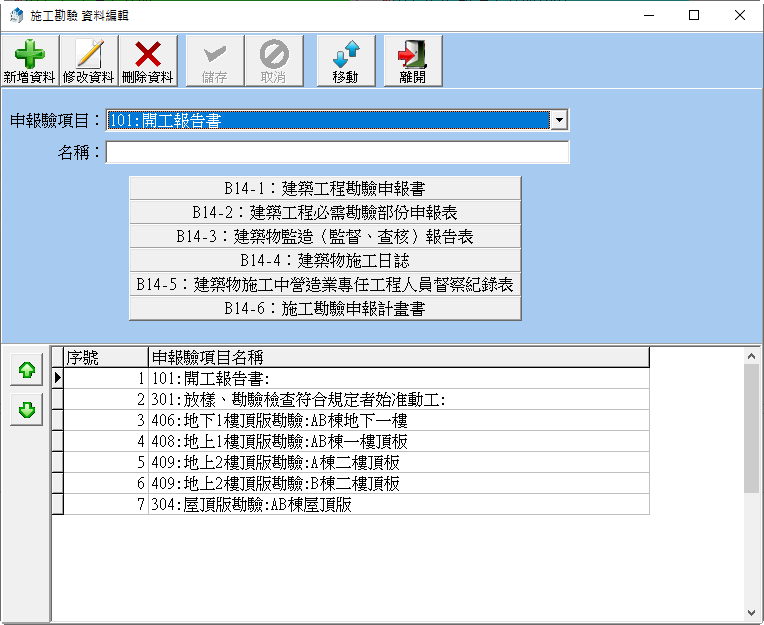 施工勘驗 資料編輯
新增資料 修改資料 刪除資料 儲存 取消 移動 離開
申報驗項目： 101:開工報告書
名稱：
B14-1：建築工程勘驗申報書
B14-2：建築工程必需勘驗部份申報表
B14-3：建築物監造（監督、查核）報告表
B14-4：建築物施工日誌
B14-5：建築物施工中營造業專任工程人員督察紀錄表
B14-6：施工勘驗申報計畫書
序號 申報驗項目名稱
1 101:開工報告書:
2 301:放樣、勘驗檢查符合規定者始准動工:
3 406:地下1樓頂版勘驗:AB棟地下一樓
4 408:地上1樓頂版勘驗:AB棟一樓頂板
5 409:地上2樓頂版勘驗:A棟二樓頂板
6 409:地上2樓頂版勘驗:B棟二樓頂板
7 304:屋頂版勘驗:AB棟屋頂版